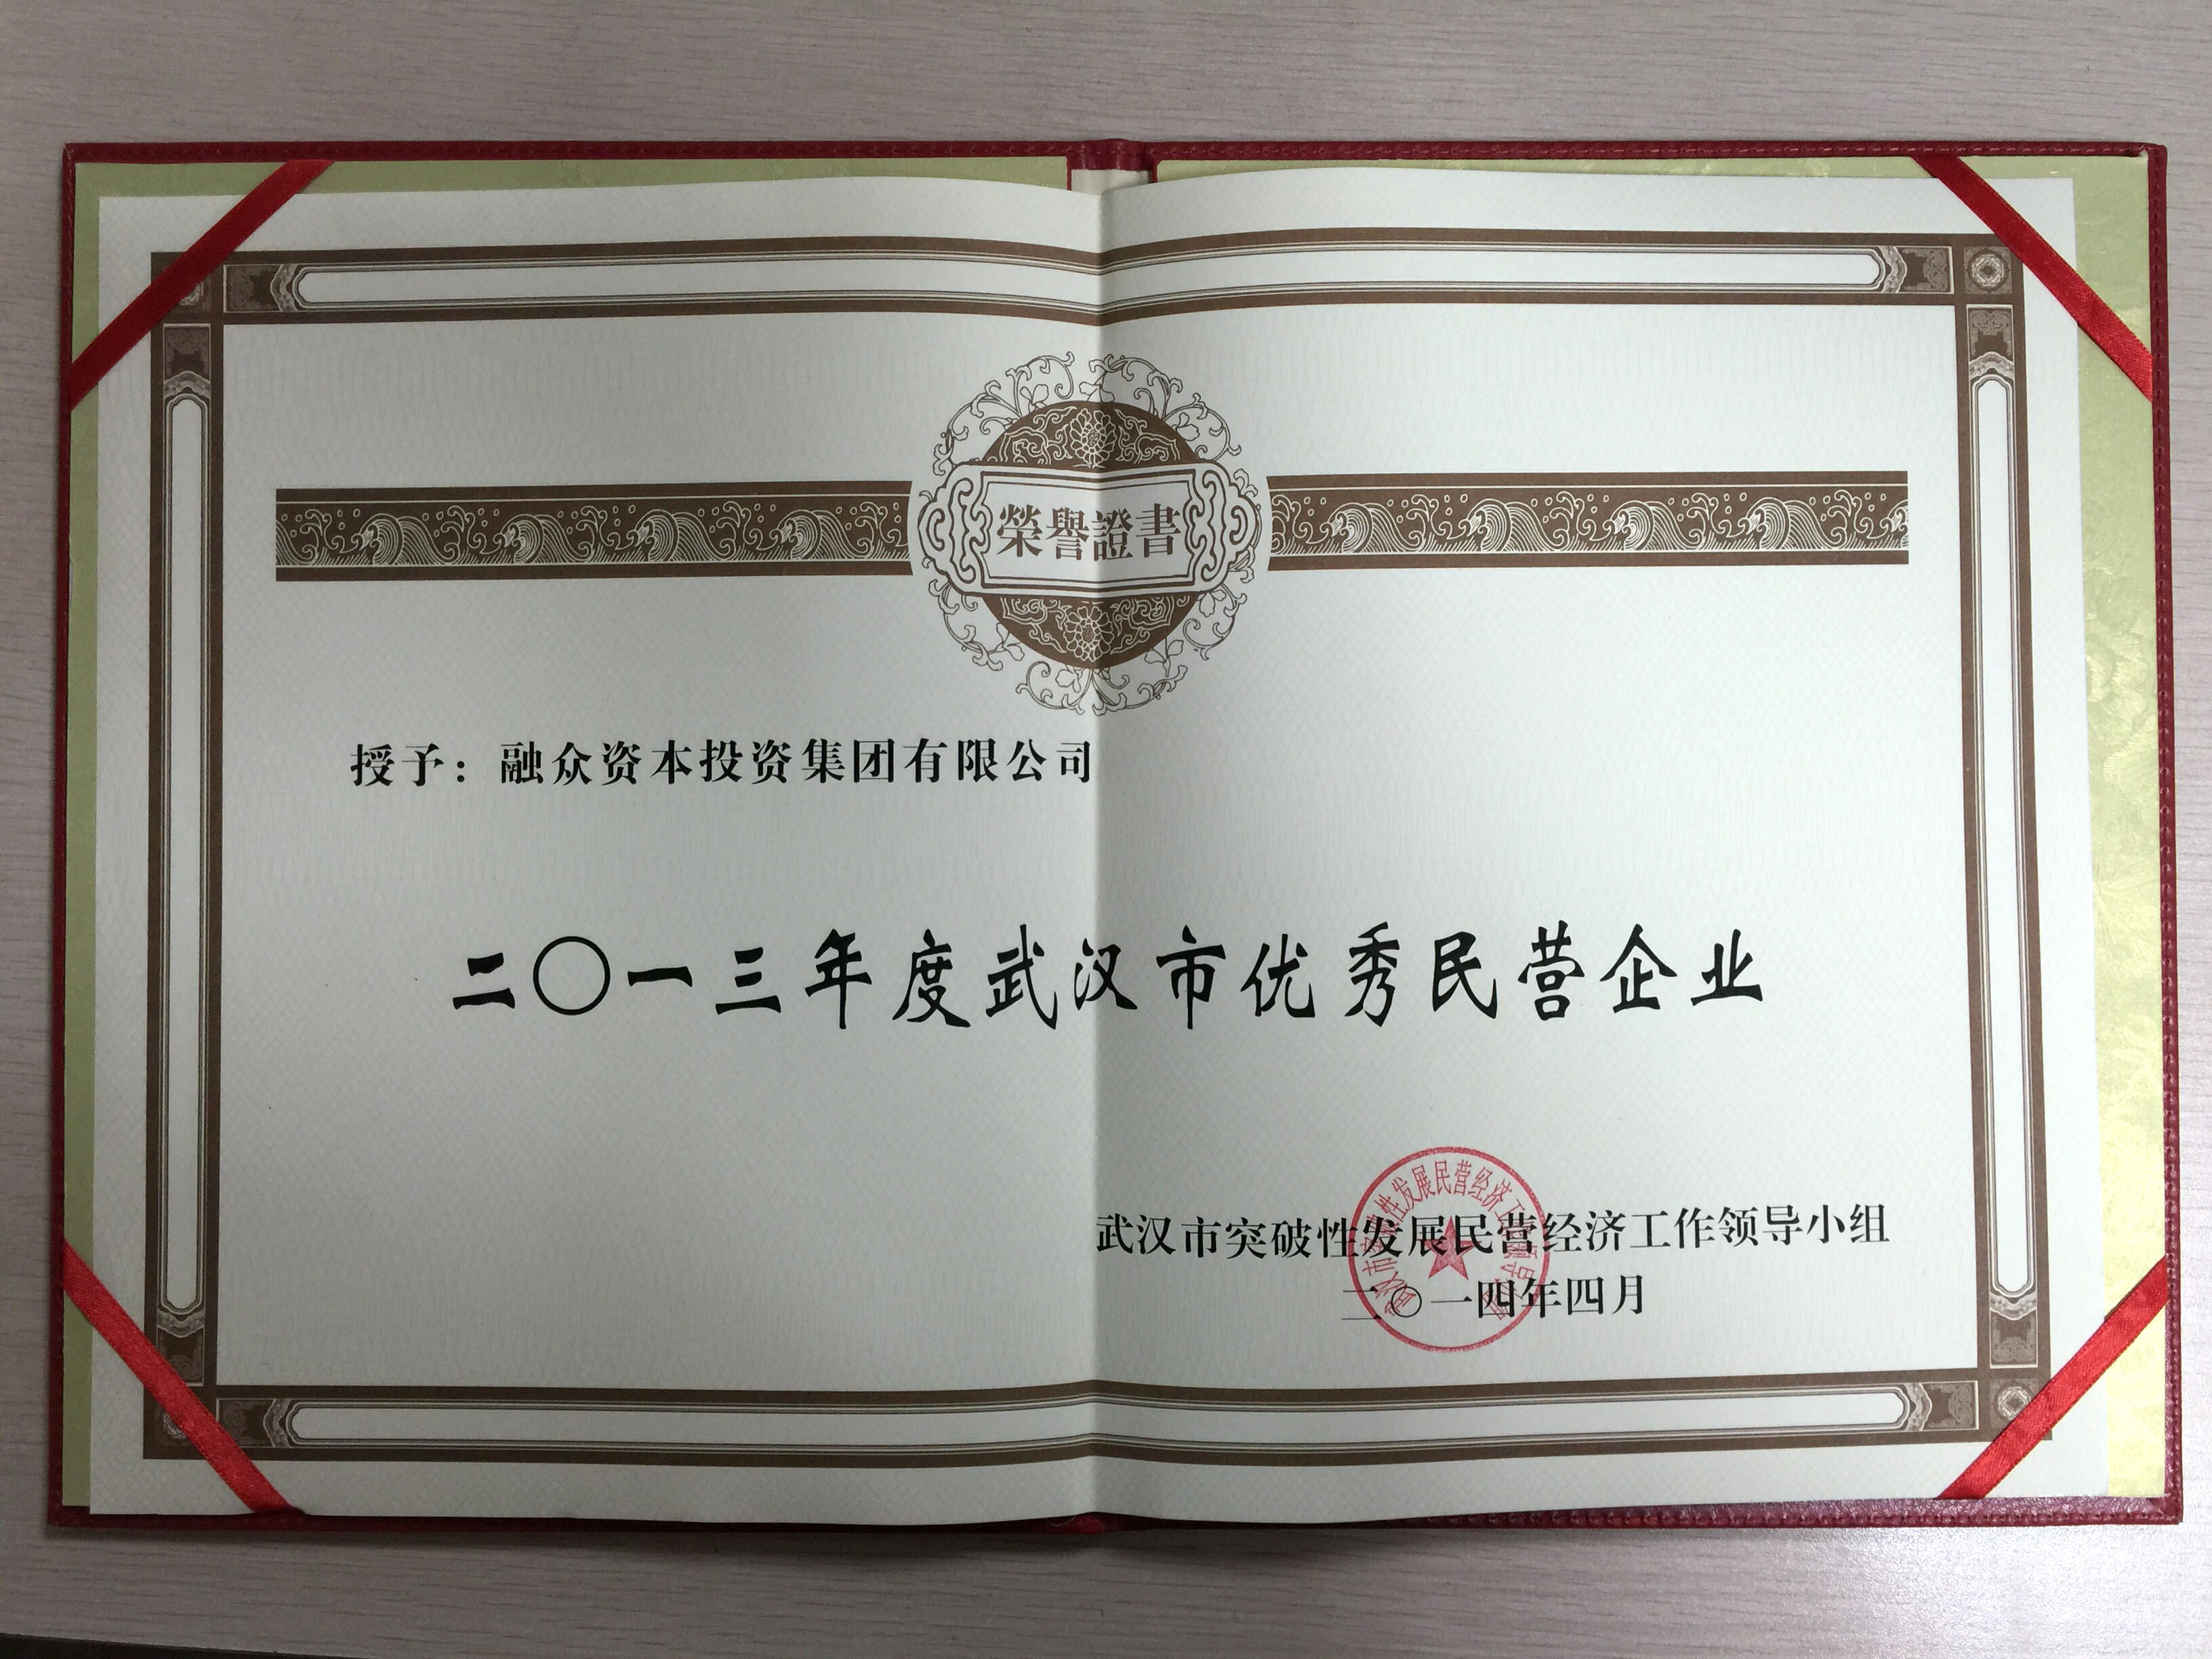 榮譽證書
授予：融众资本投资集团有限公司
二〇一三年度武汉市优秀民营企业
武汉市突破性发展民营经济工作领导小组
二〇一四年四月